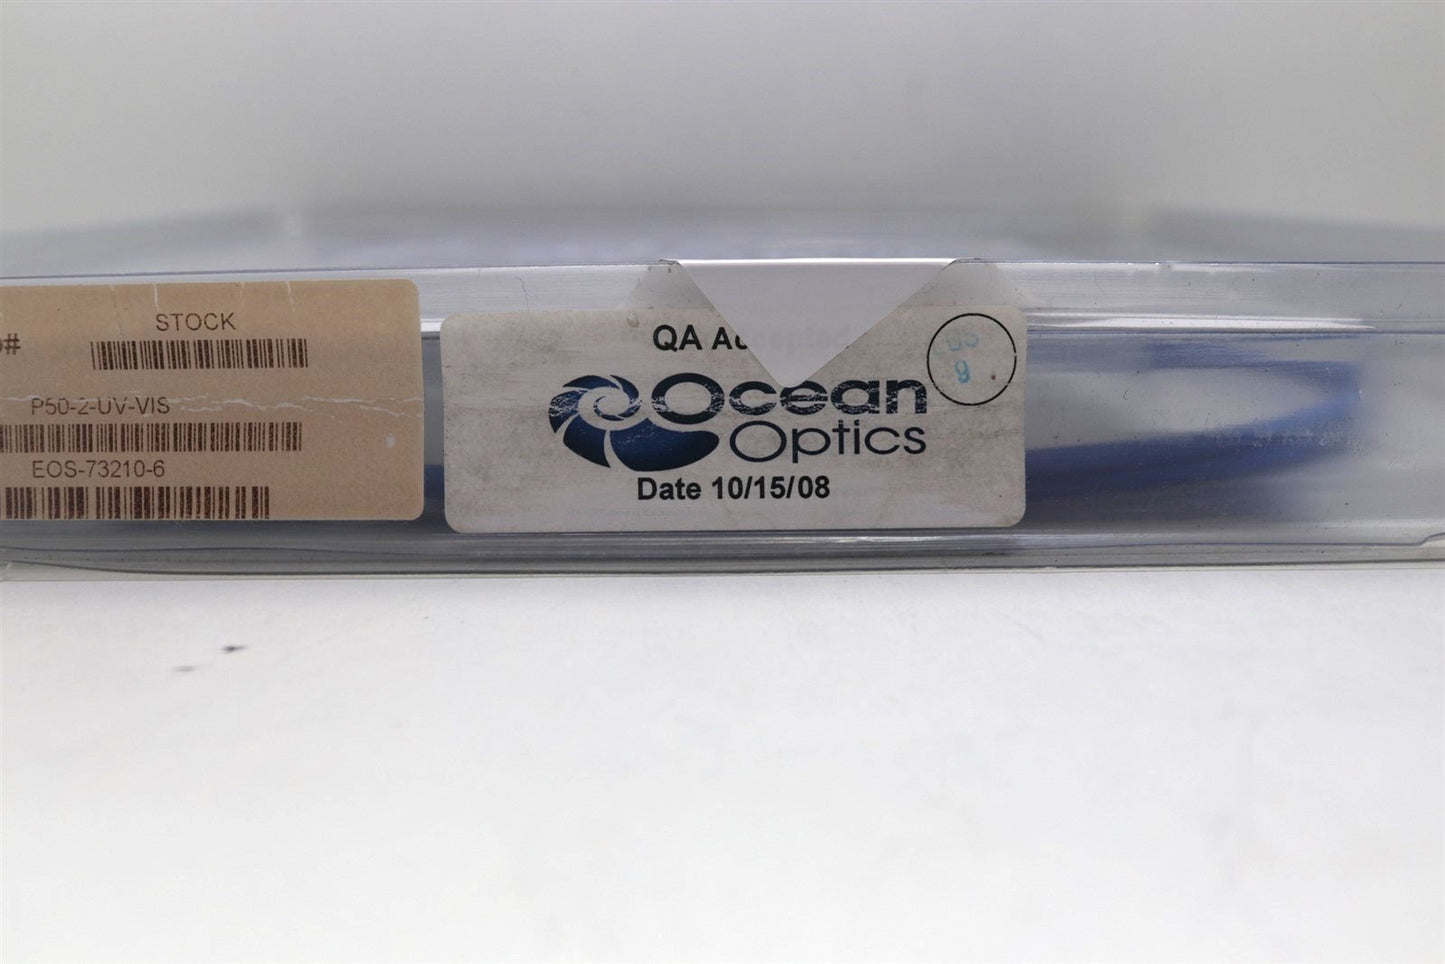 STOCK
P50-2-UV-VIS
EOS-73210-6
QA
Ocean
Optics
Date 10/15/08